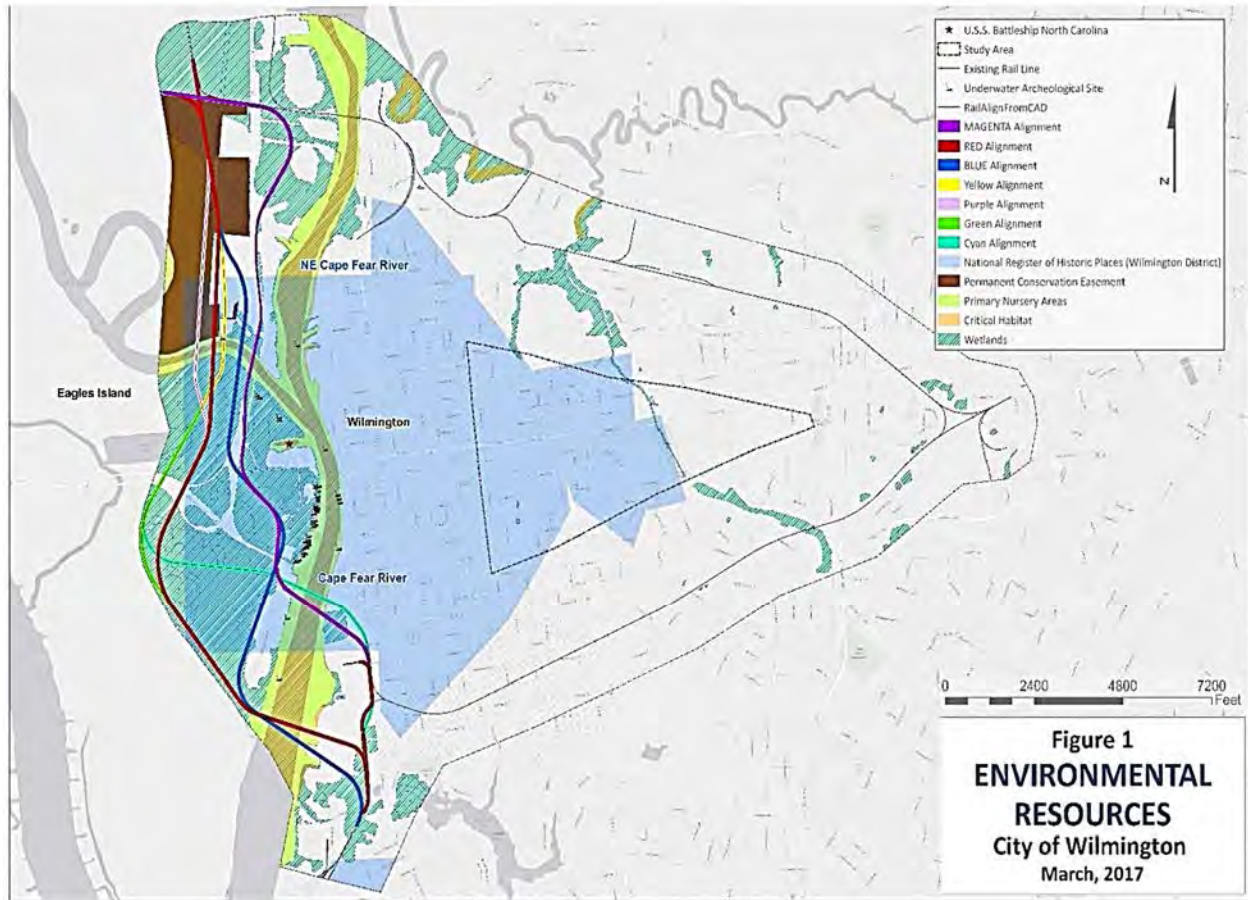 U.S.S. Battleship North Carolina
Study Area
Existing Rail Line
Underwater Archeological Site
RailAlignFromCAD
MAGENTA Alignment
RED Alignment
BLUE Alignment
Yellow Alignment
Purple Alignment
Green Alignment
Cyan Alignment
National Register of Historic Places (Wilmington District)
Permanent Conservation Easement
Primary Nursery Areas
Critical Habitat
Wetlands
N
NE Cape Fear River
Eagles Island
Wilmington
Cape Fear River
0 2400 4800 7200
Feet
Figure 1
ENVIRONMENTAL
RESOURCES
City of Wilmington
March, 2017